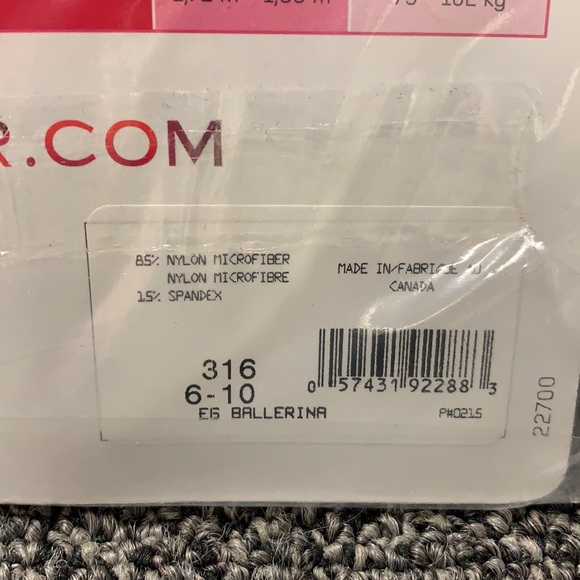 R.COM
85% NYLON MICROFIBER
NYLON MICROFIBRE
15% SPANDEX
MADE IN/FABRIQUE AU
CANADA
316
6-10
E6 BALLERINA
0 57431 92288 3
P#0215
22700